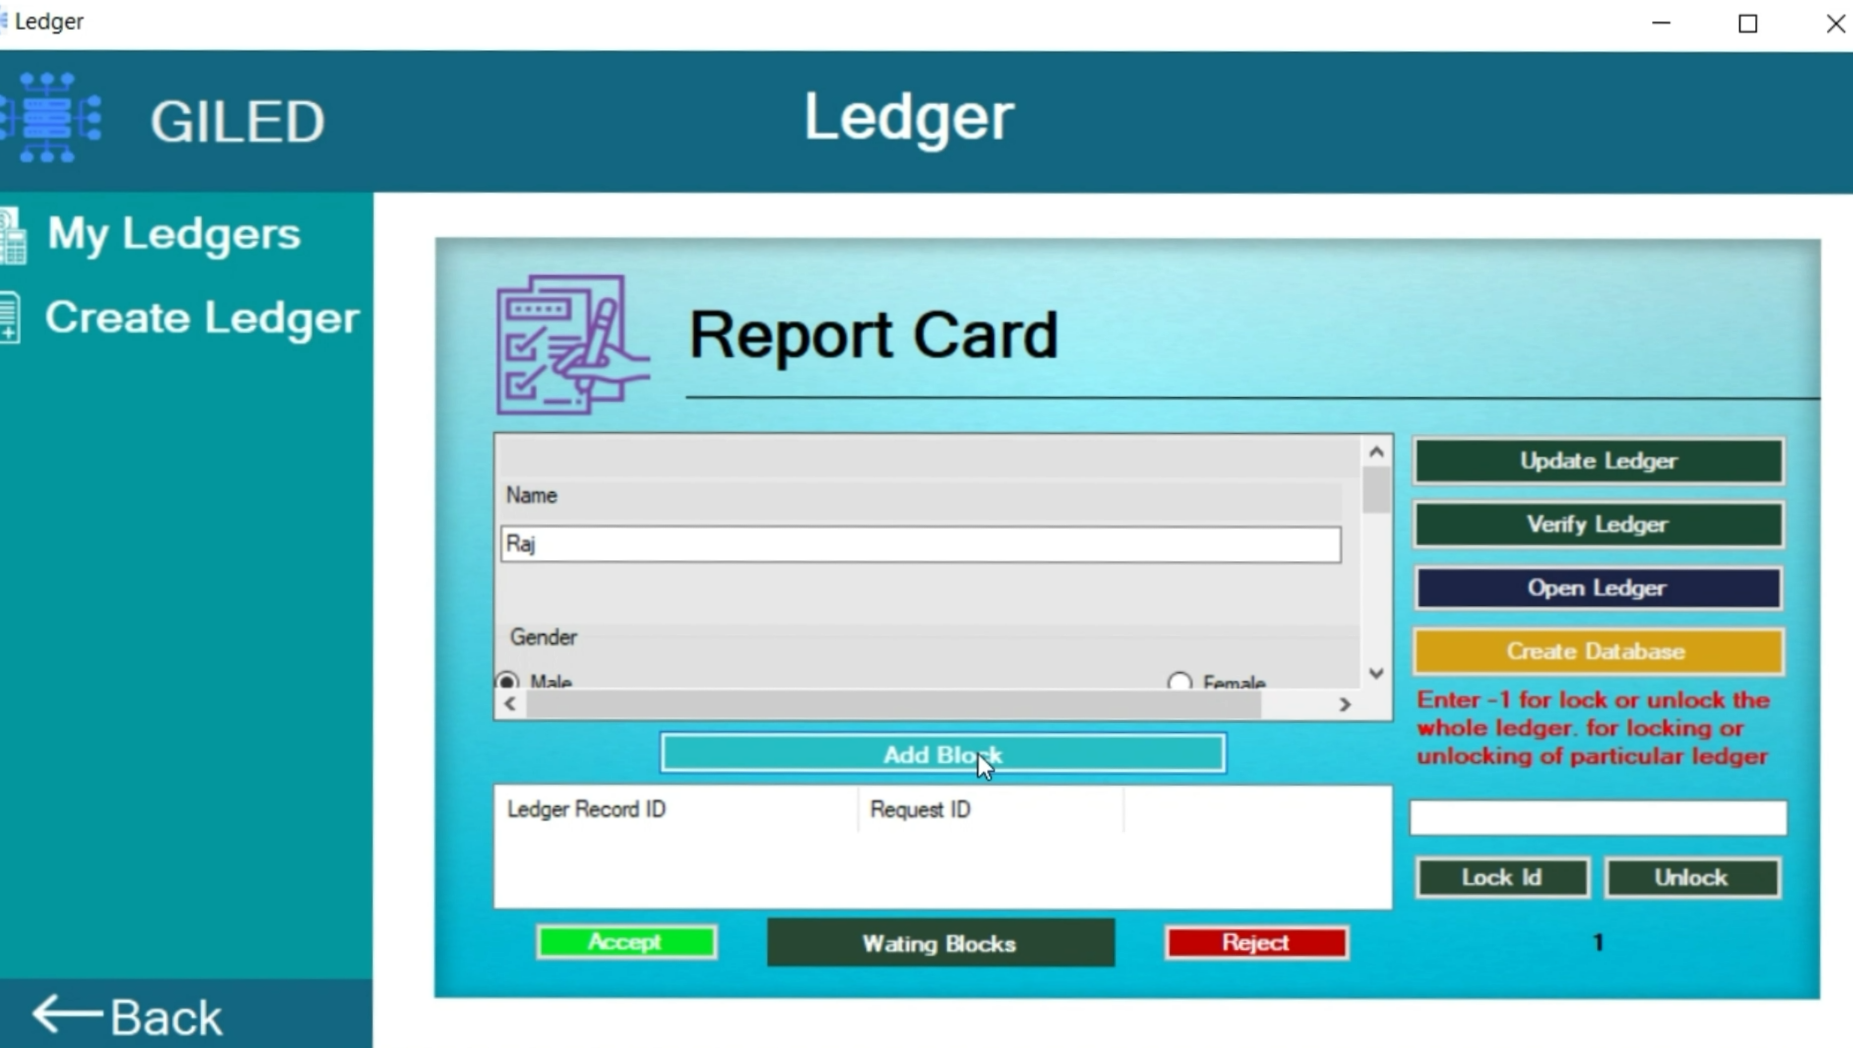 Ledger
GILED
Ledger
My Ledgers
Create Ledger
Report Card
Name
Raj
Gender
Male
Female
Add Block
Ledger Record ID
Request ID
Accept
Wating Blocks
Reject
Update Ledger
Verify Ledger
Open Ledger
Create Database
Enter -1 for lock or unlock the
whole ledger. for locking or
unlocking of particular ledger
Lock Id
Unlock
1
Back